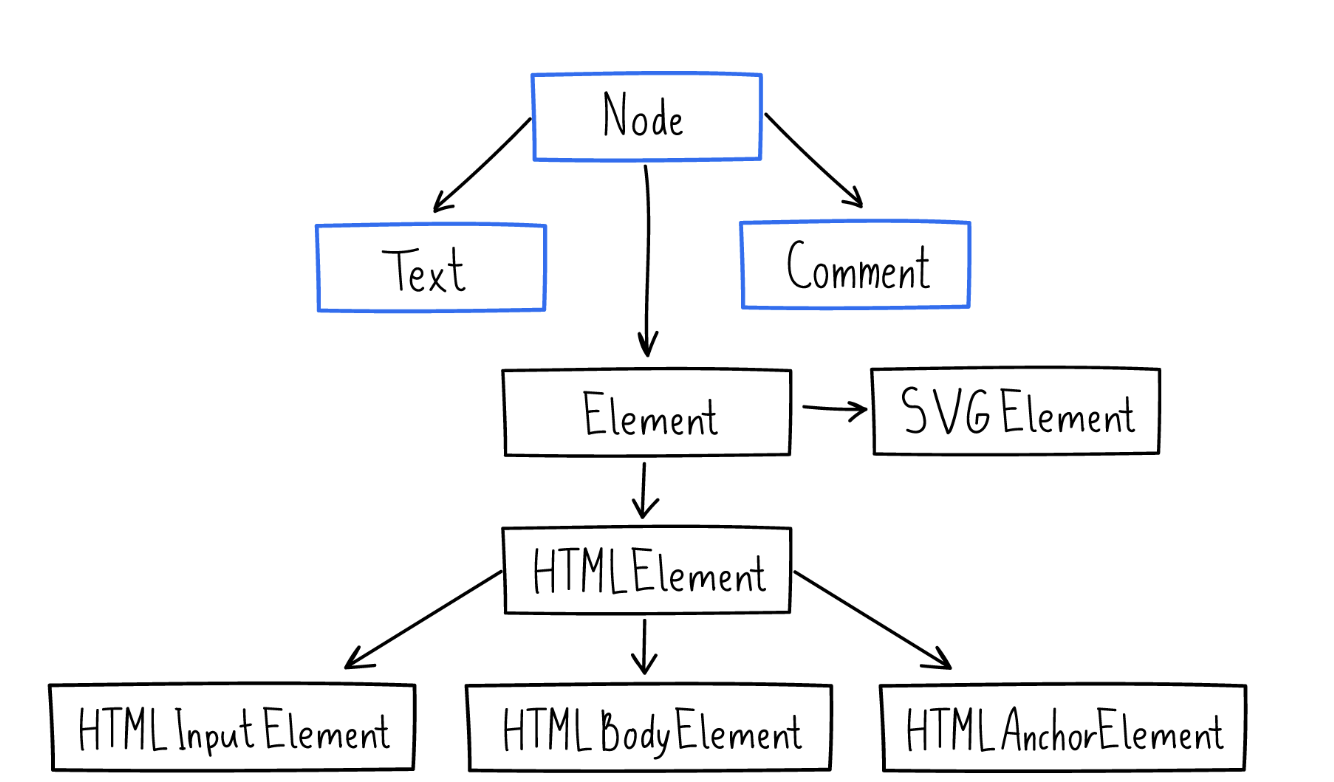 Node
Text
Comment
Element
SVG Element
HTMLElement
HTML Input Element
HTML Body Element
HTML AnchorElement